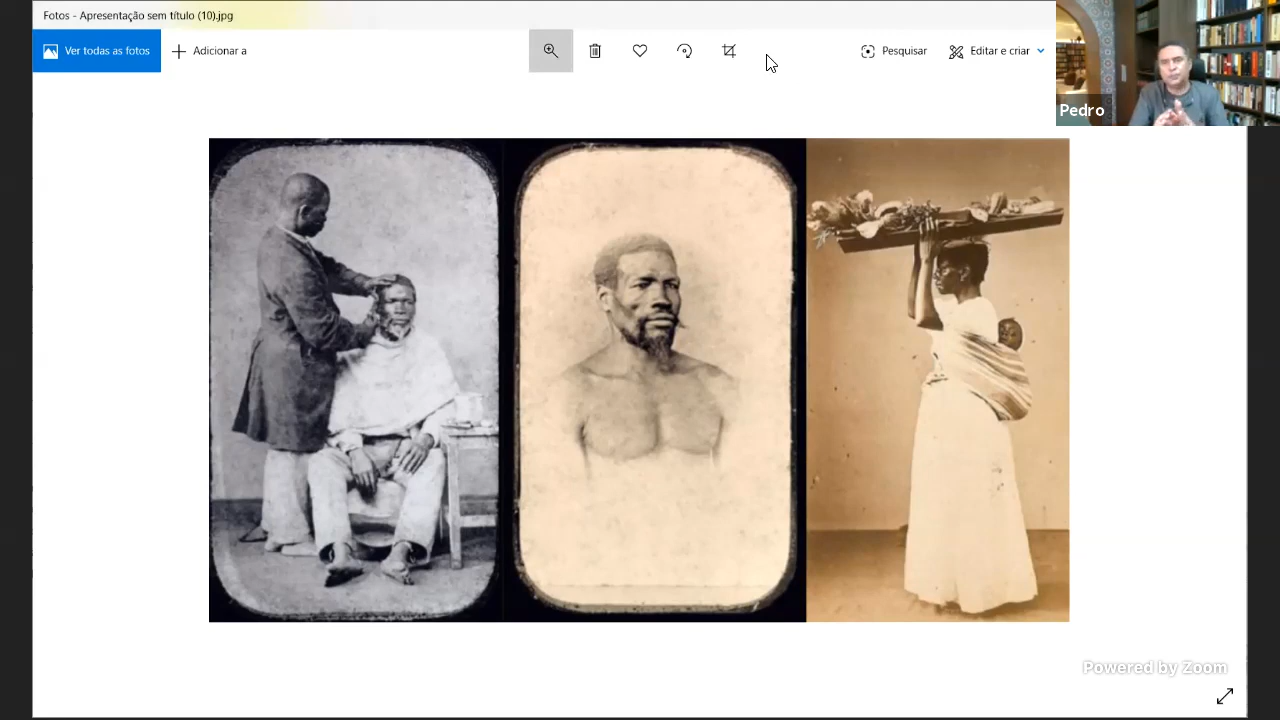 Fotos - Apresentação sem título (10).jpg
Ver todas as fotos
Adicionar a
Pesquisar
Editar e criar
Pedro
Powered by Zoom